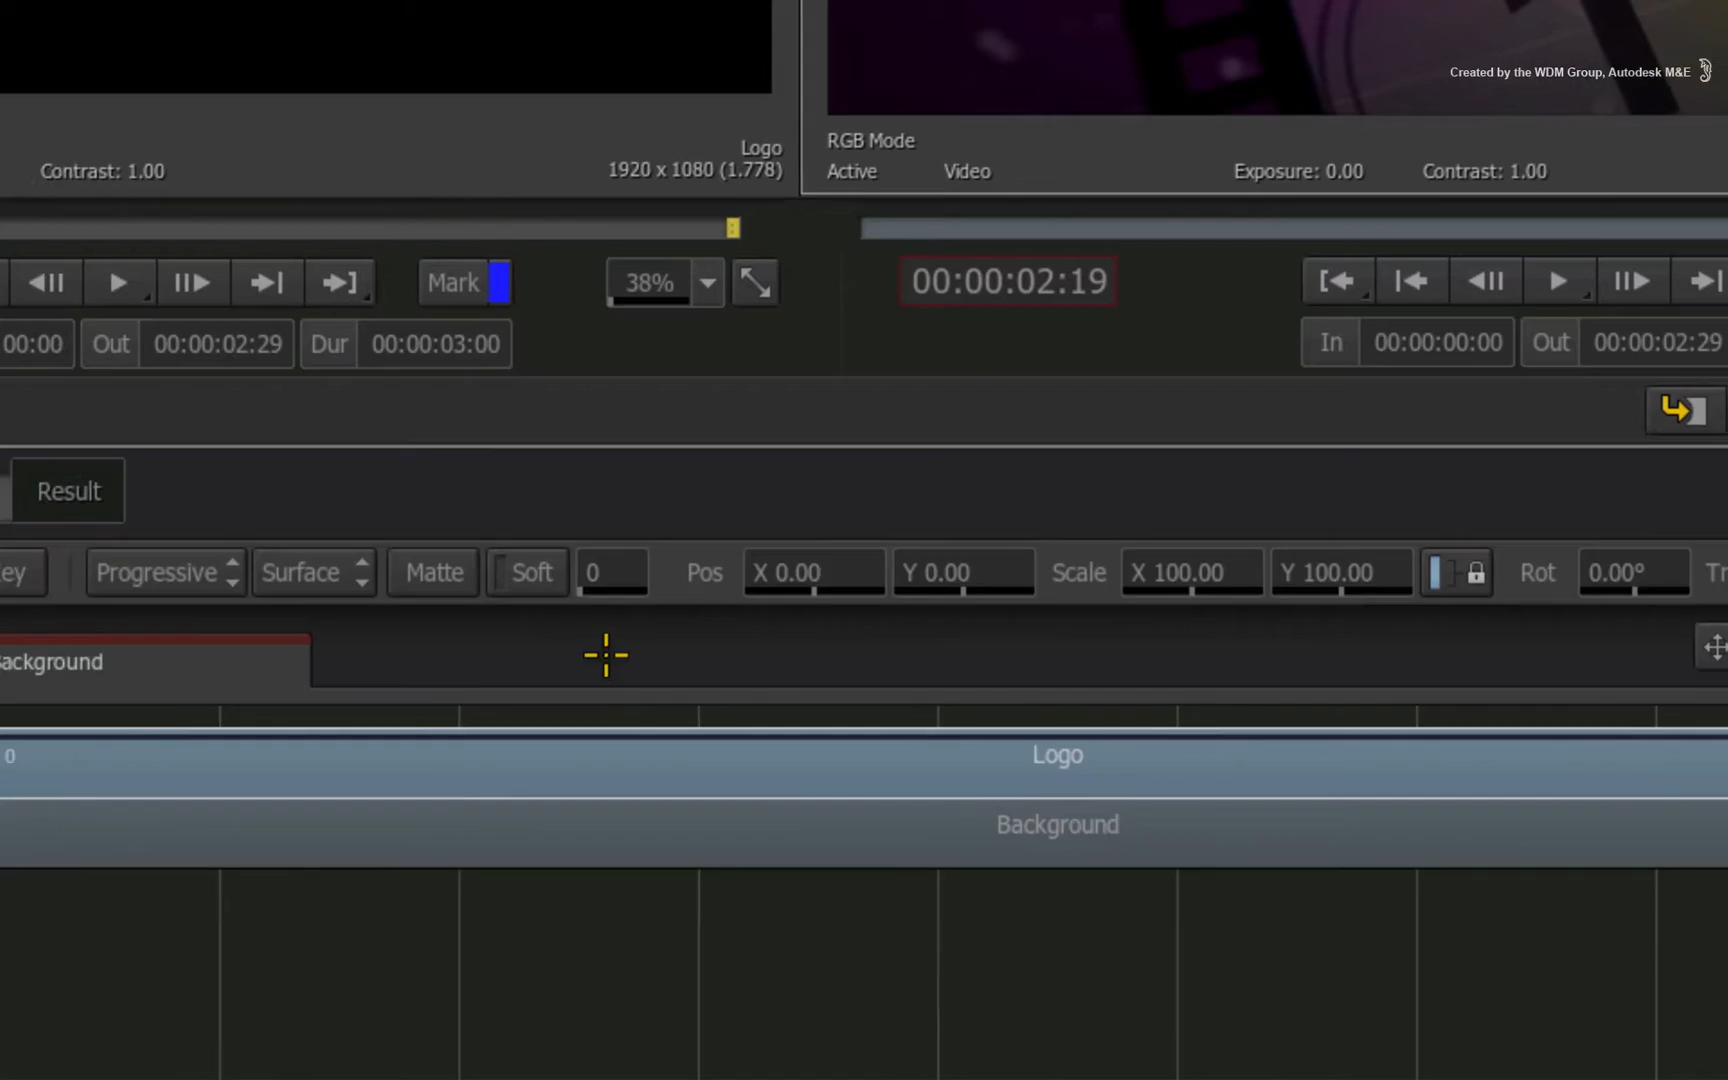 Created by the WDM Group, Autodesk M&E
Logo
Contrast: 1.00
1920 x 1080 (1.778)
RGB Mode
Active
Video
Exposure: 0.00
Contrast: 1.00
Mark
38%
00:00:02:19
00:00
Out
00:00:02:29
Dur
00:00:03:00
In
00:00:00:00
Out
00:00:02:29
Result
ey
Progressive
Surface
Matte
Soft
0
Pos
X 0.00
Y 0.00
Scale
X 100.00
Y 100.00
Rot
0.00°
Tr
ackground
0
Logo
Background